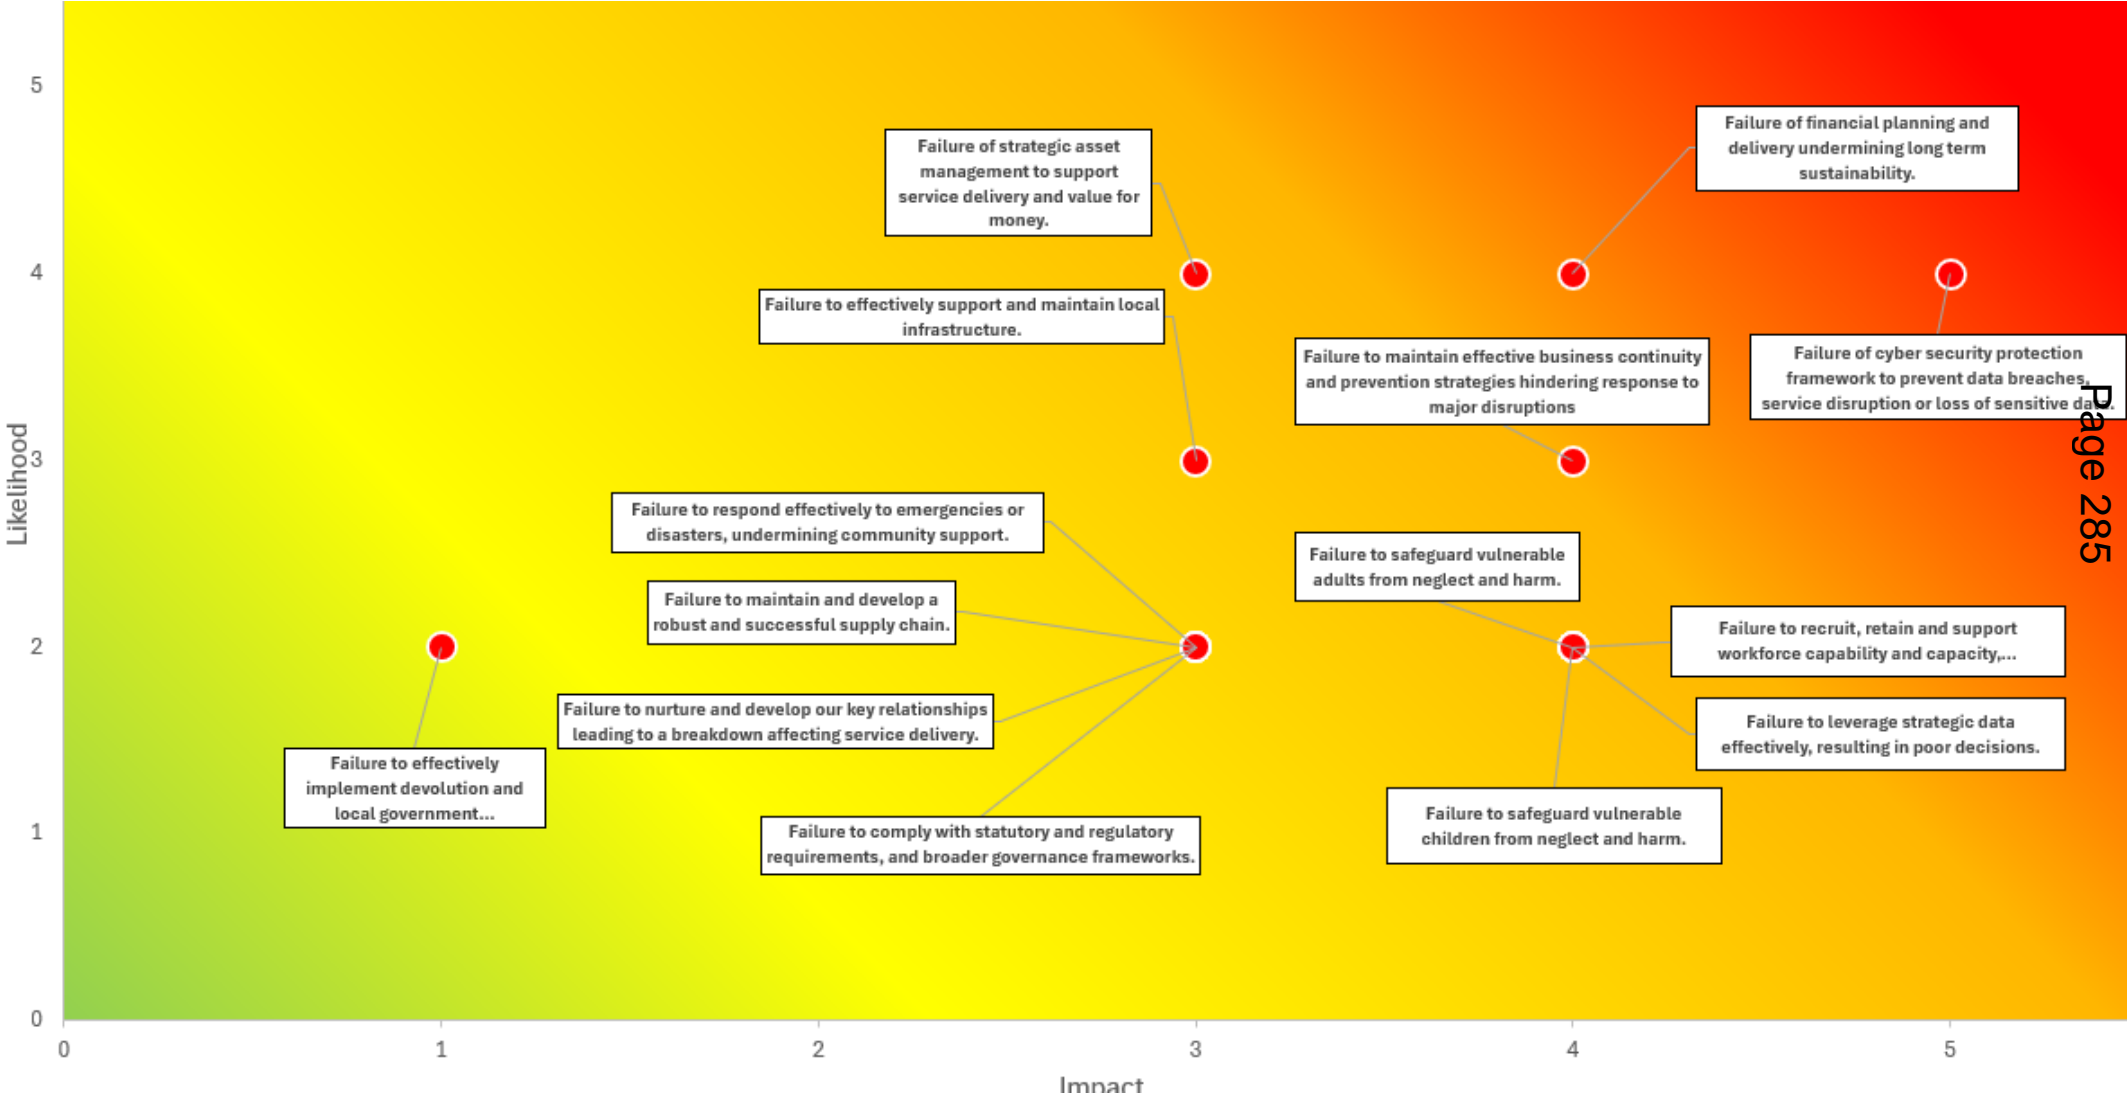 5
4
3
2
1
0
Likelihood
0
1
2
3
4
5
Impact
Failure of strategic asset
management to support
service delivery and value for
money.
Failure of financial planning and
delivery undermining long term
sustainability.
Failure to effectively support and maintain local
infrastructure.
Failure to maintain effective business continuity
and prevention strategies hindering response to
major disruptions
Failure of cyber security protection
framework to prevent data breaches,
service disruption or loss of sensitive data.
Page 285
Failure to respond effectively to emergencies or
disasters, undermining community support.
Failure to safeguard vulnerable
adults from neglect and harm.
Failure to maintain and develop a
robust and successful supply chain.
Failure to recruit, retain and support
workforce capability and capacity,...
Failure to nurture and develop our key relationships
leading to a breakdown affecting service delivery.
Failure to leverage strategic data
effectively, resulting in poor decisions.
Failure to effectively
implement devolution and
local government...
Failure to safeguard vulnerable
children from neglect and harm.
Failure to comply with statutory and regulatory
requirements, and broader governance frameworks.